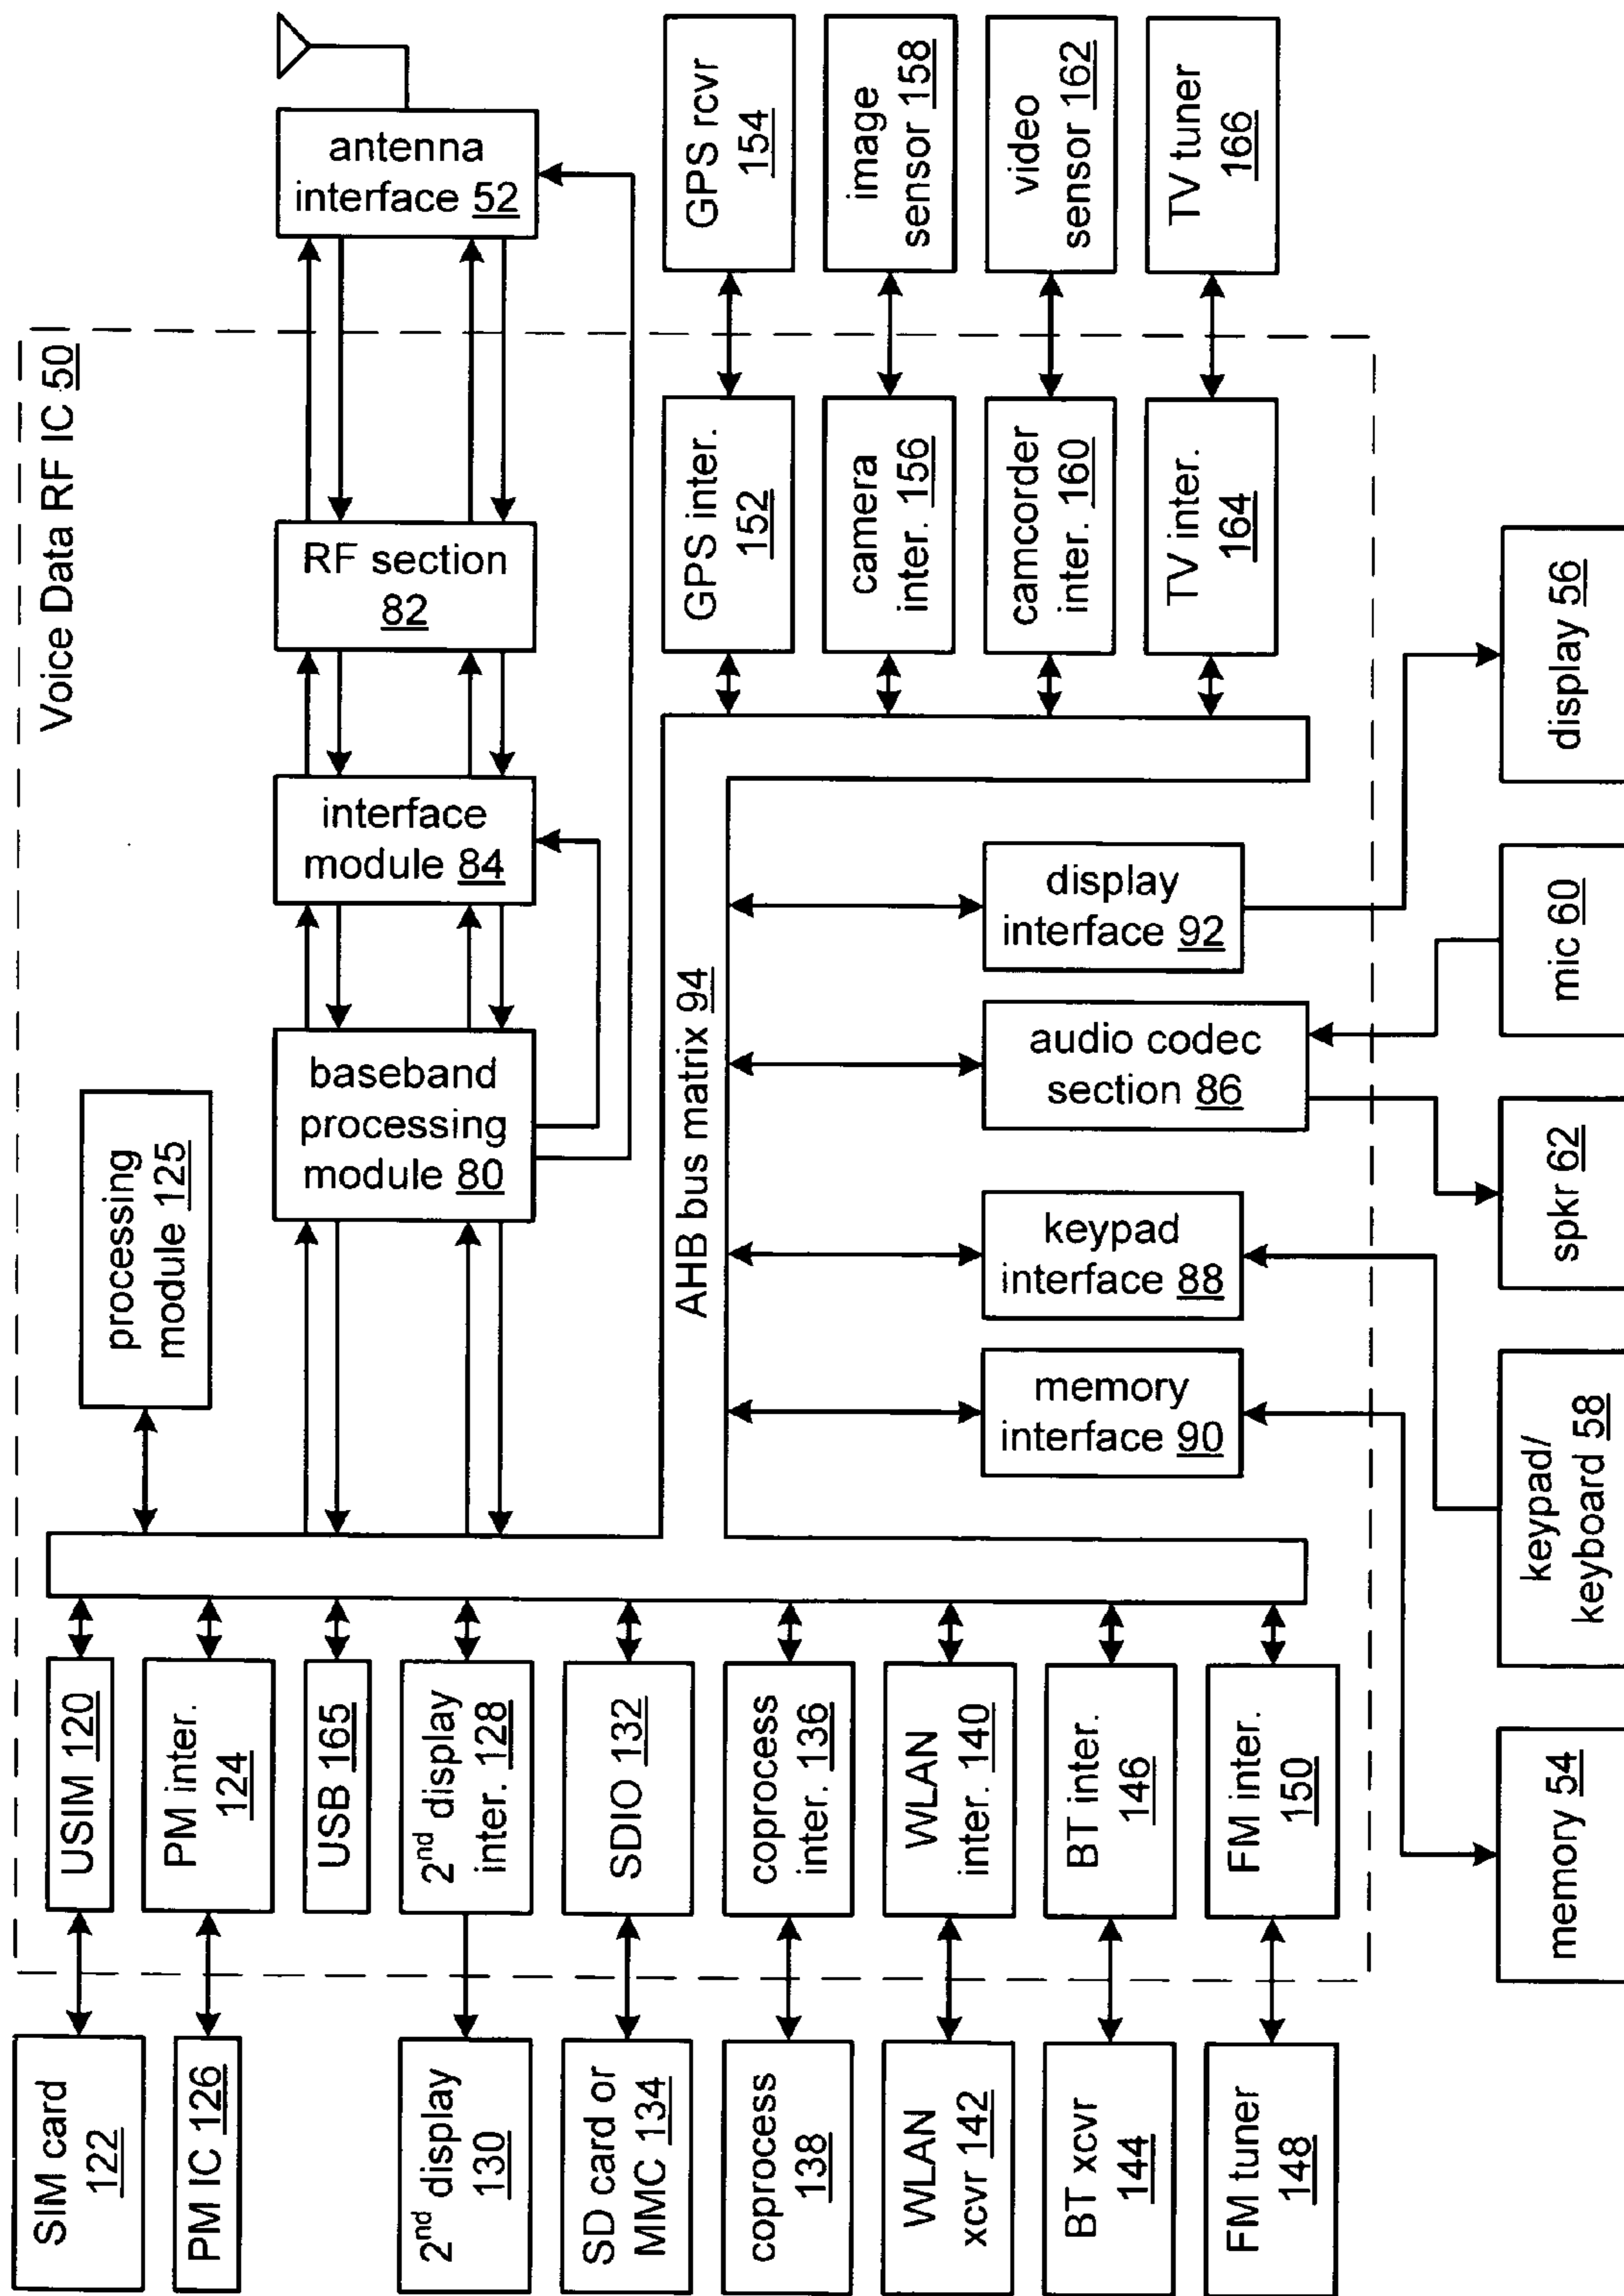 Voice Data RF IC 50
antenna
interface 52
RF section
82
interface
module 84
baseband
processing
module 80
processing
module 125
AHB bus matrix 94
GPS rcvr
154
image
sensor 158
video
sensor 162
TV tuner
166
GPS inter.
152
camera
inter. 156
camcorder
inter. 160
TV inter.
164
display
interface 92
audio codec
section 86
keypad
interface 88
memory
interface 90
display 56
mic 60
spkr 62
keypad/
keyboard 58
memory 54
USIM 120
PM inter.
124
USB 165
2nd display
inter. 128
SDIO 132
coprocess
inter. 136
WLAN
inter. 140
BT inter.
146
FM inter.
150
SIM card
122
PM IC 126
2nd display
130
SD card or
MMC 134
coprocess
138
WLAN
xcvr 142
BT xcvr
144
FM tuner
148